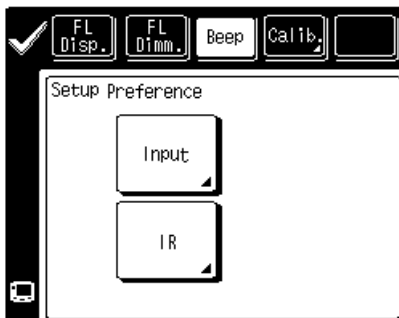 FL Disp.
FL Dimm.
Beep
Calib.
Setup Preference
Input
IR